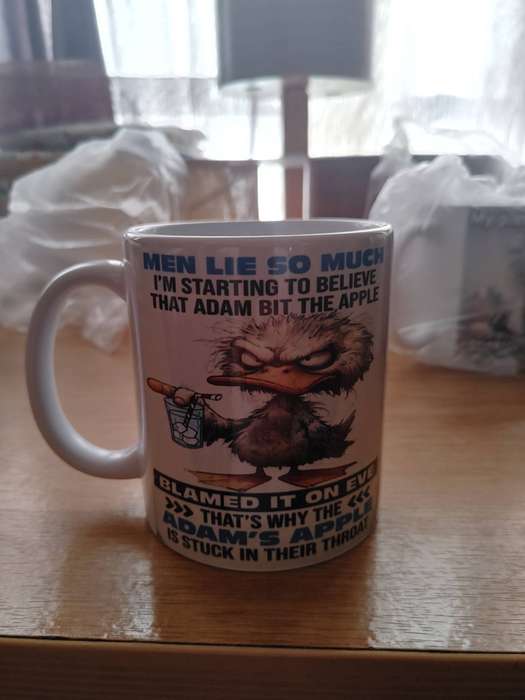 MEN LIE SO MUCH
I'M STARTING TO BELIEVE
THAT ADAM BIT THE APPLE
BLAMED IT ON EVE
>>> THAT'S WHY THE <<<
ADAM'S APPLE
IS STUCK IN THEIR THROAT
My